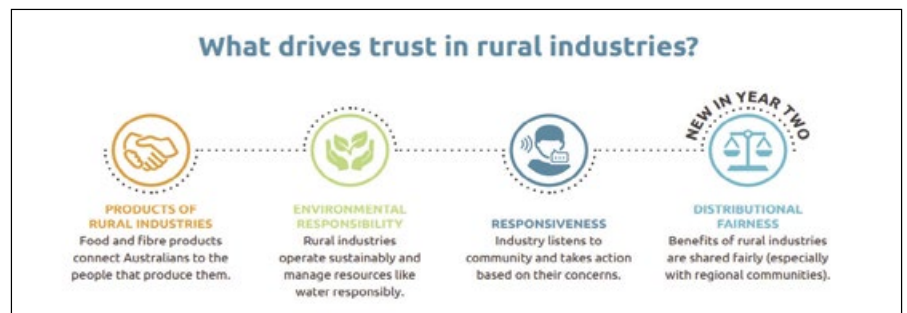 What drives trust in rural industries?
NEW IN YEAR TWO
PRODUCTS OF
RURAL INDUSTRIES
Food and fibre products
connect Australians to the
people that produce them.
ENVIRONMENTAL
RESPONSIBILITY
Rural industries
operate sustainably and
manage resources like
water responsibly.
RESPONSIVENESS
Industry listens to
community and takes action
based on their concerns.
DISTRIBUTIONAL
FAIRNESS
Benefits of rural industries
are shared fairly (especially
with regional communities).